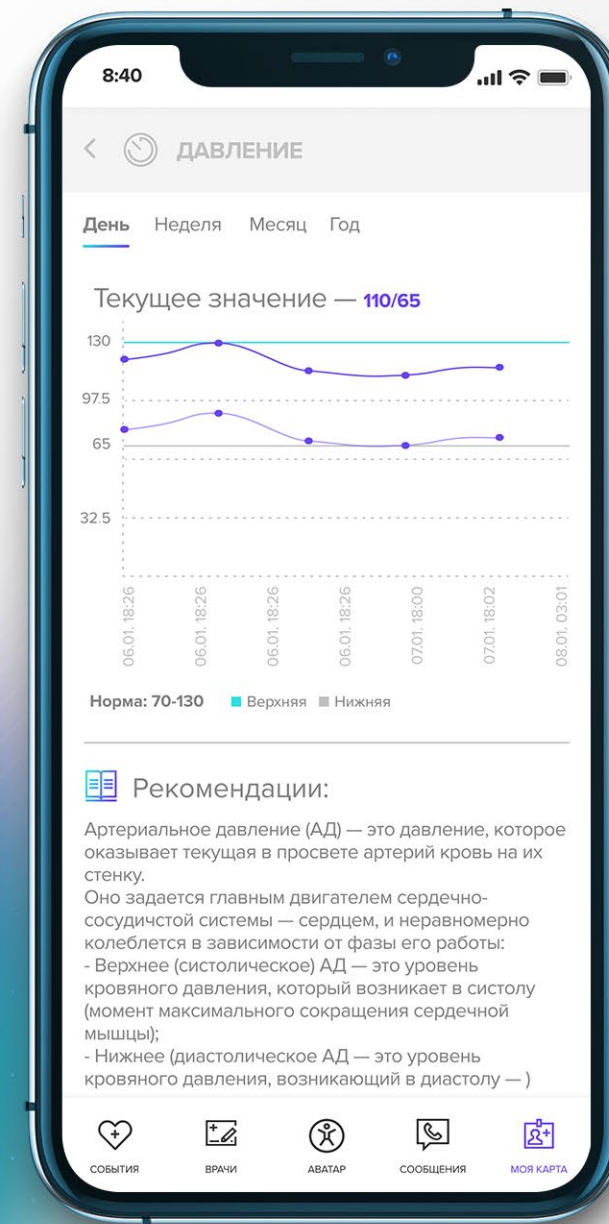 8:40
ДАВЛЕНИЕ
День Неделя Месяц Год
Текущее значение — 110/65
130
97.5
65
32.5
06.01. 18:26
06.01. 18:26
06.01. 18:26
06.01. 18:26
07.01. 18:00
07.01. 18:02
08.01. 03:01
Норма: 70-130 Верхняя Нижняя
Рекомендации:
Артериальное давление (АД) — это давление, которое
оказывает текущая в просвете артерий кровь на их
стенку.
Оно задается главным двигателем сердечно-
сосудичстой системы — сердцем, и неравномерно
колеблется в зависимости от фазы его работы:
- Верхнее (систолическое) АД — это уровень
кровяного давления, который возникает в систолу
(момент максимального сокращения сердечной
мышцы);
- Нижнее (диастолическое АД — это уровень
кровяного давления, возникающий в диастолу — )
СОБЫТИЯ ВРАЧИ АВАТАР СООБЩЕНИЯ МОЯ КАРТА